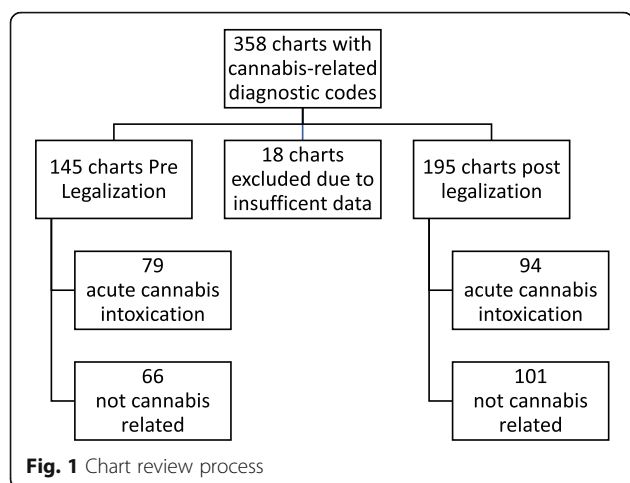 358 charts with
cannabis-related
diagnostic codes
145 charts Pre
Legalization
18 charts
excluded due to
insufficent data
195 charts post
legalization
79
acute cannabis
intoxication
94
acute cannabis
intoxication
66
not cannabis
related
101
not cannabis
related
Fig. 1 Chart review process